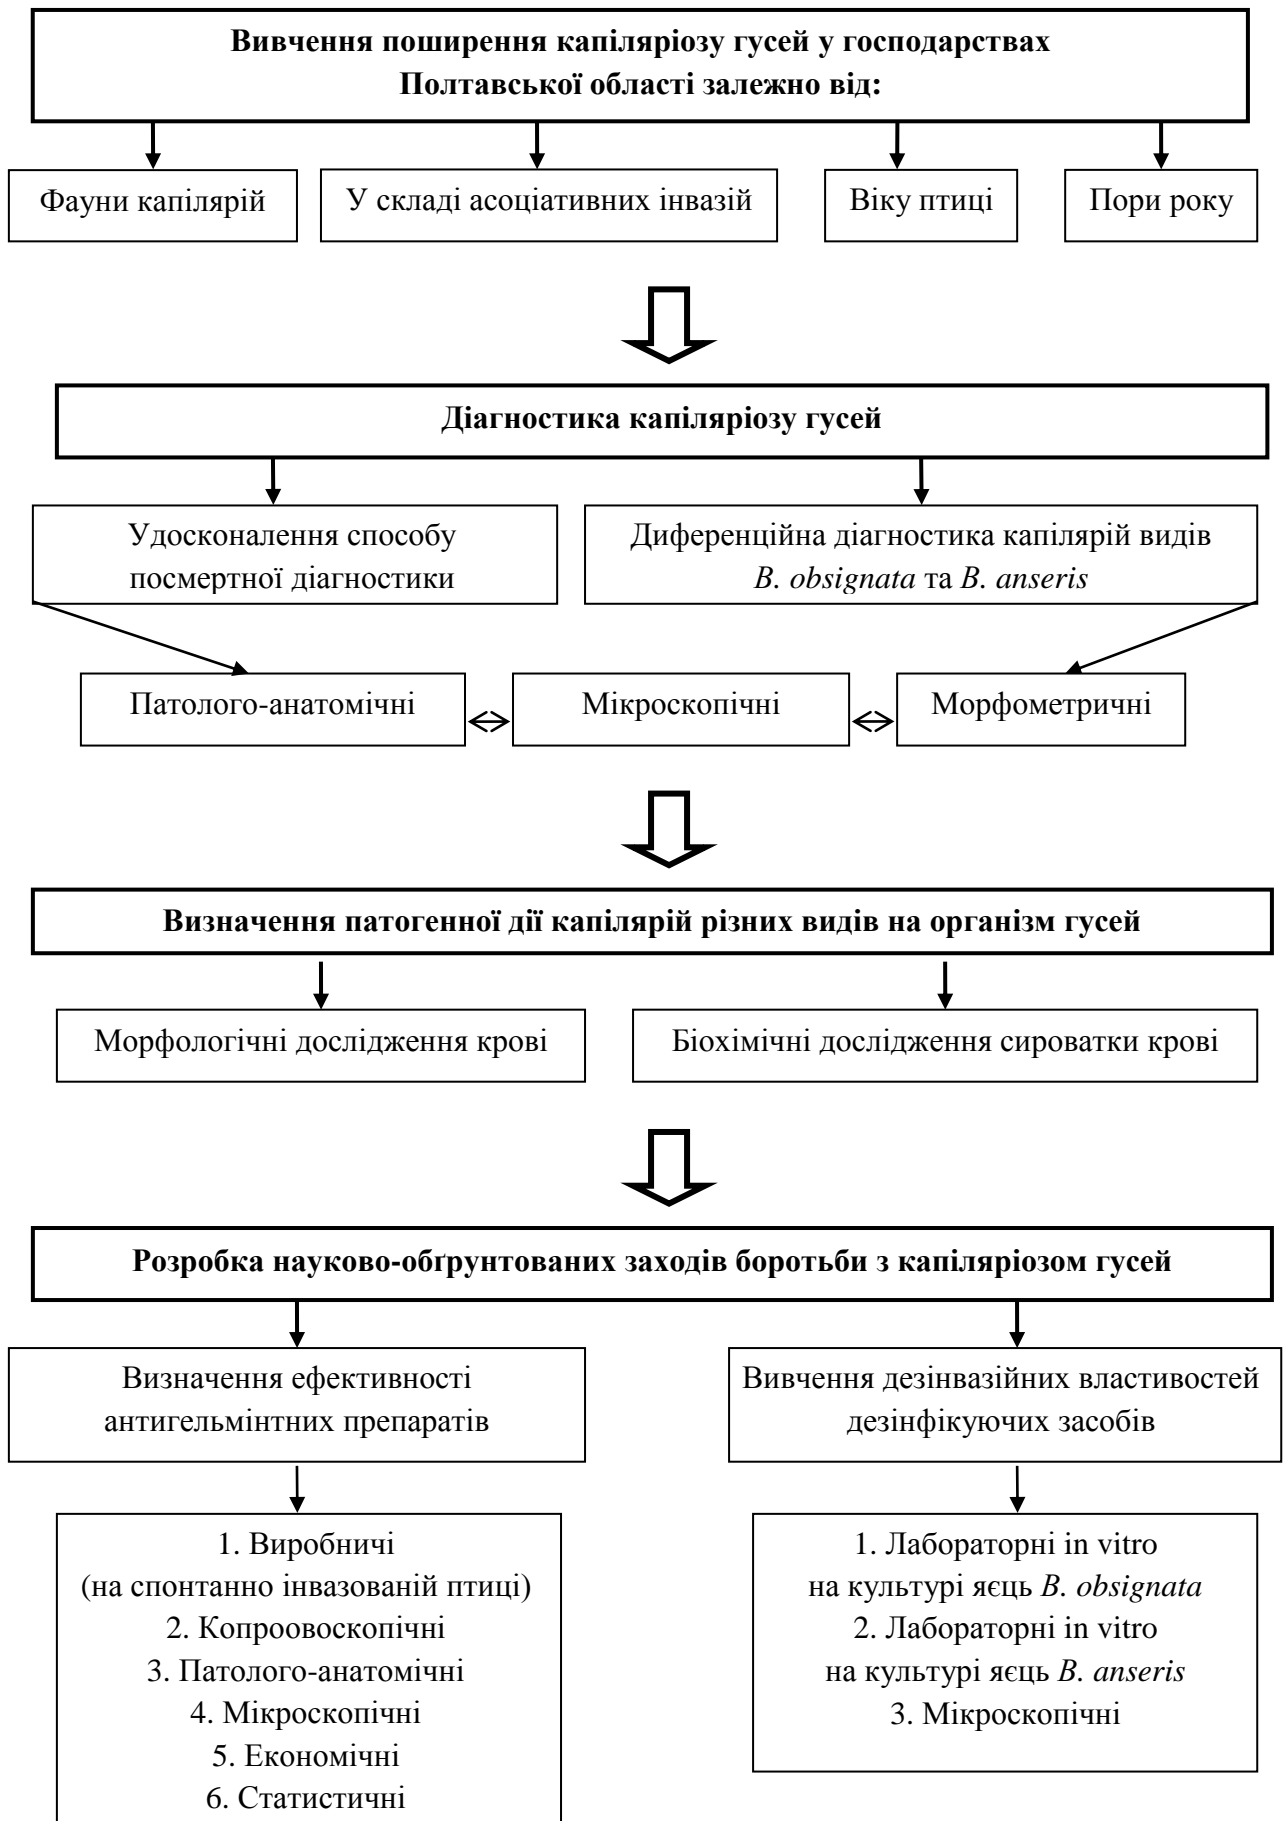 Вивчення поширення капіляріозу гусей у господарствах
Полтавської області залежно від:
Фауни капілярій
У складі асоціативних інвазій
Віку птиці
Пори року
Діагностика капіляріозу гусей
Удосконалення способу
посмертної діагностики
Диференційна діагностика капілярій видів
B. obsignata та B. anseris
Патолого-анатомічні
Мікроскопічні
Морфометричні
Визначення патогенної дії капілярій різних видів на організм гусей
Морфологічні дослідження крові
Біохімічні дослідження сироватки крові
Розробка науково-обґрунтованих заходів боротьби з капіляріозом гусей
Визначення ефективності
антигельмінтних препаратів
Вивчення дезінвазійних властивостей
дезінфікуючих засобів
1. Виробничі
(на спонтанно інвазованій птиці)
2. Копроовоскопічні
3. Патолого-анатомічні
4. Мікроскопічні
5. Економічні
6. Статистичні
1. Лабораторні in vitro
на культурі яєць B. obsignata
2. Лабораторні in vitro
на культурі яєць B. anseris
3. Мікроскопічні